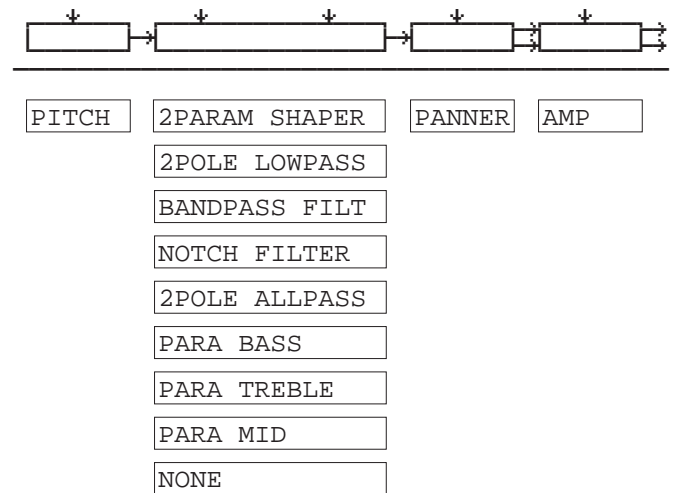 PITCH 2PARAM SHAPER PANNER AMP
2POLE LOWPASS
BANDPASS FILT
NOTCH FILTER
2POLE ALLPASS
PARA BASS
PARA TREBLE
PARA MID
NONE